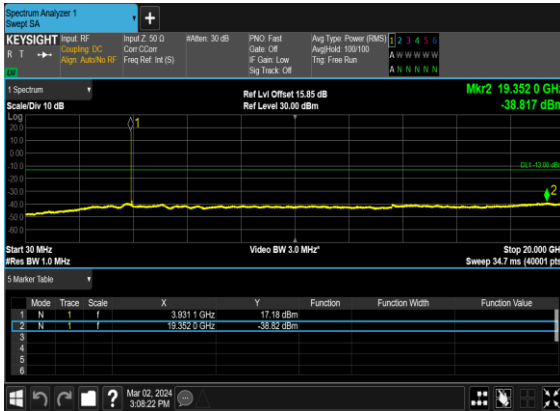 Spectrum Analyzer 1
Swept SA
+
KEYSIGHT Input: RF Input Z: 50 Ω #Atten: 30 dB PNO: Fast Avg Type: Power (RMS) 1 2 3 4 5 6
R T Coupling: DC Corr CCorr Gate: Off Avg|Hold: 100/100 A W W W W W
Align: Auto/No RF Freq Ref: Int (S) IF Gain: Low Trig: Free Run
Sig Track: Off A N N N N N
1 Spectrum Ref Lvl Offset 15.85 dB Mkr2 19.352 0 GHz
Scale/Div 10 dB Ref Level 30.00 dBm -38.817 dBm
Log
20.0
10.0
0.00
-10.0
-20.0
-30.0
-40.0
-50.0
-60.0
1
DL1 -13.00 dBm
2
Start 30 MHz Video BW 3.0 MHz* Stop 20.000 GHz
#Res BW 1.0 MHz Sweep 34.7 ms (40001 pts)
5 Marker Table
Mode Trace Scale X Y Function Function Width Function Value
1 N 1 f 3.931 1 GHz 17.18 dBm
2 N 1 f 19.352 0 GHz -38.82 dBm
3
4
5
6
? Mar 02, 2024
3:08:22 PM